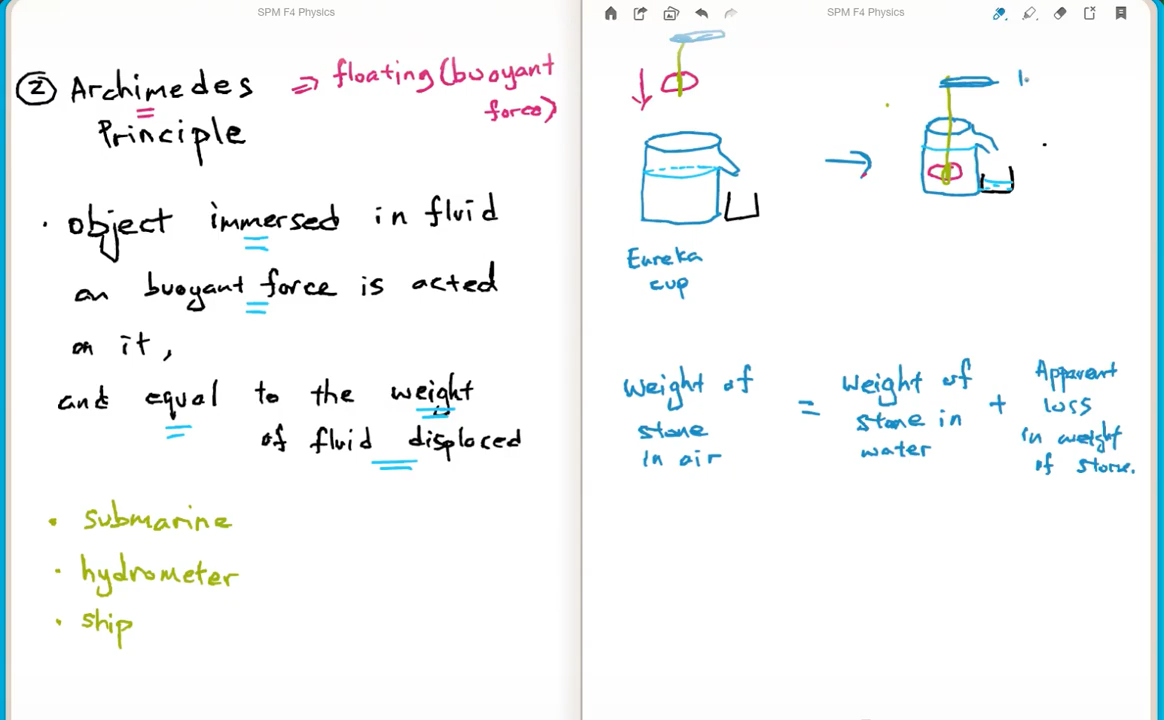 SPM F4 Physics
② Archimedes ⇒ floating (buoyant
force)
Principle
· object immersed in fluid
an buoyant force is acted
on it,
and equal to the weight
of fluid displaced
· submarine
· hydrometer
· ship
SPM F4 Physics
Eureka
cup
Weight of
stone
in air
=
Weight of
stone in
water
+
Apparent
loss
in weight
of stone.